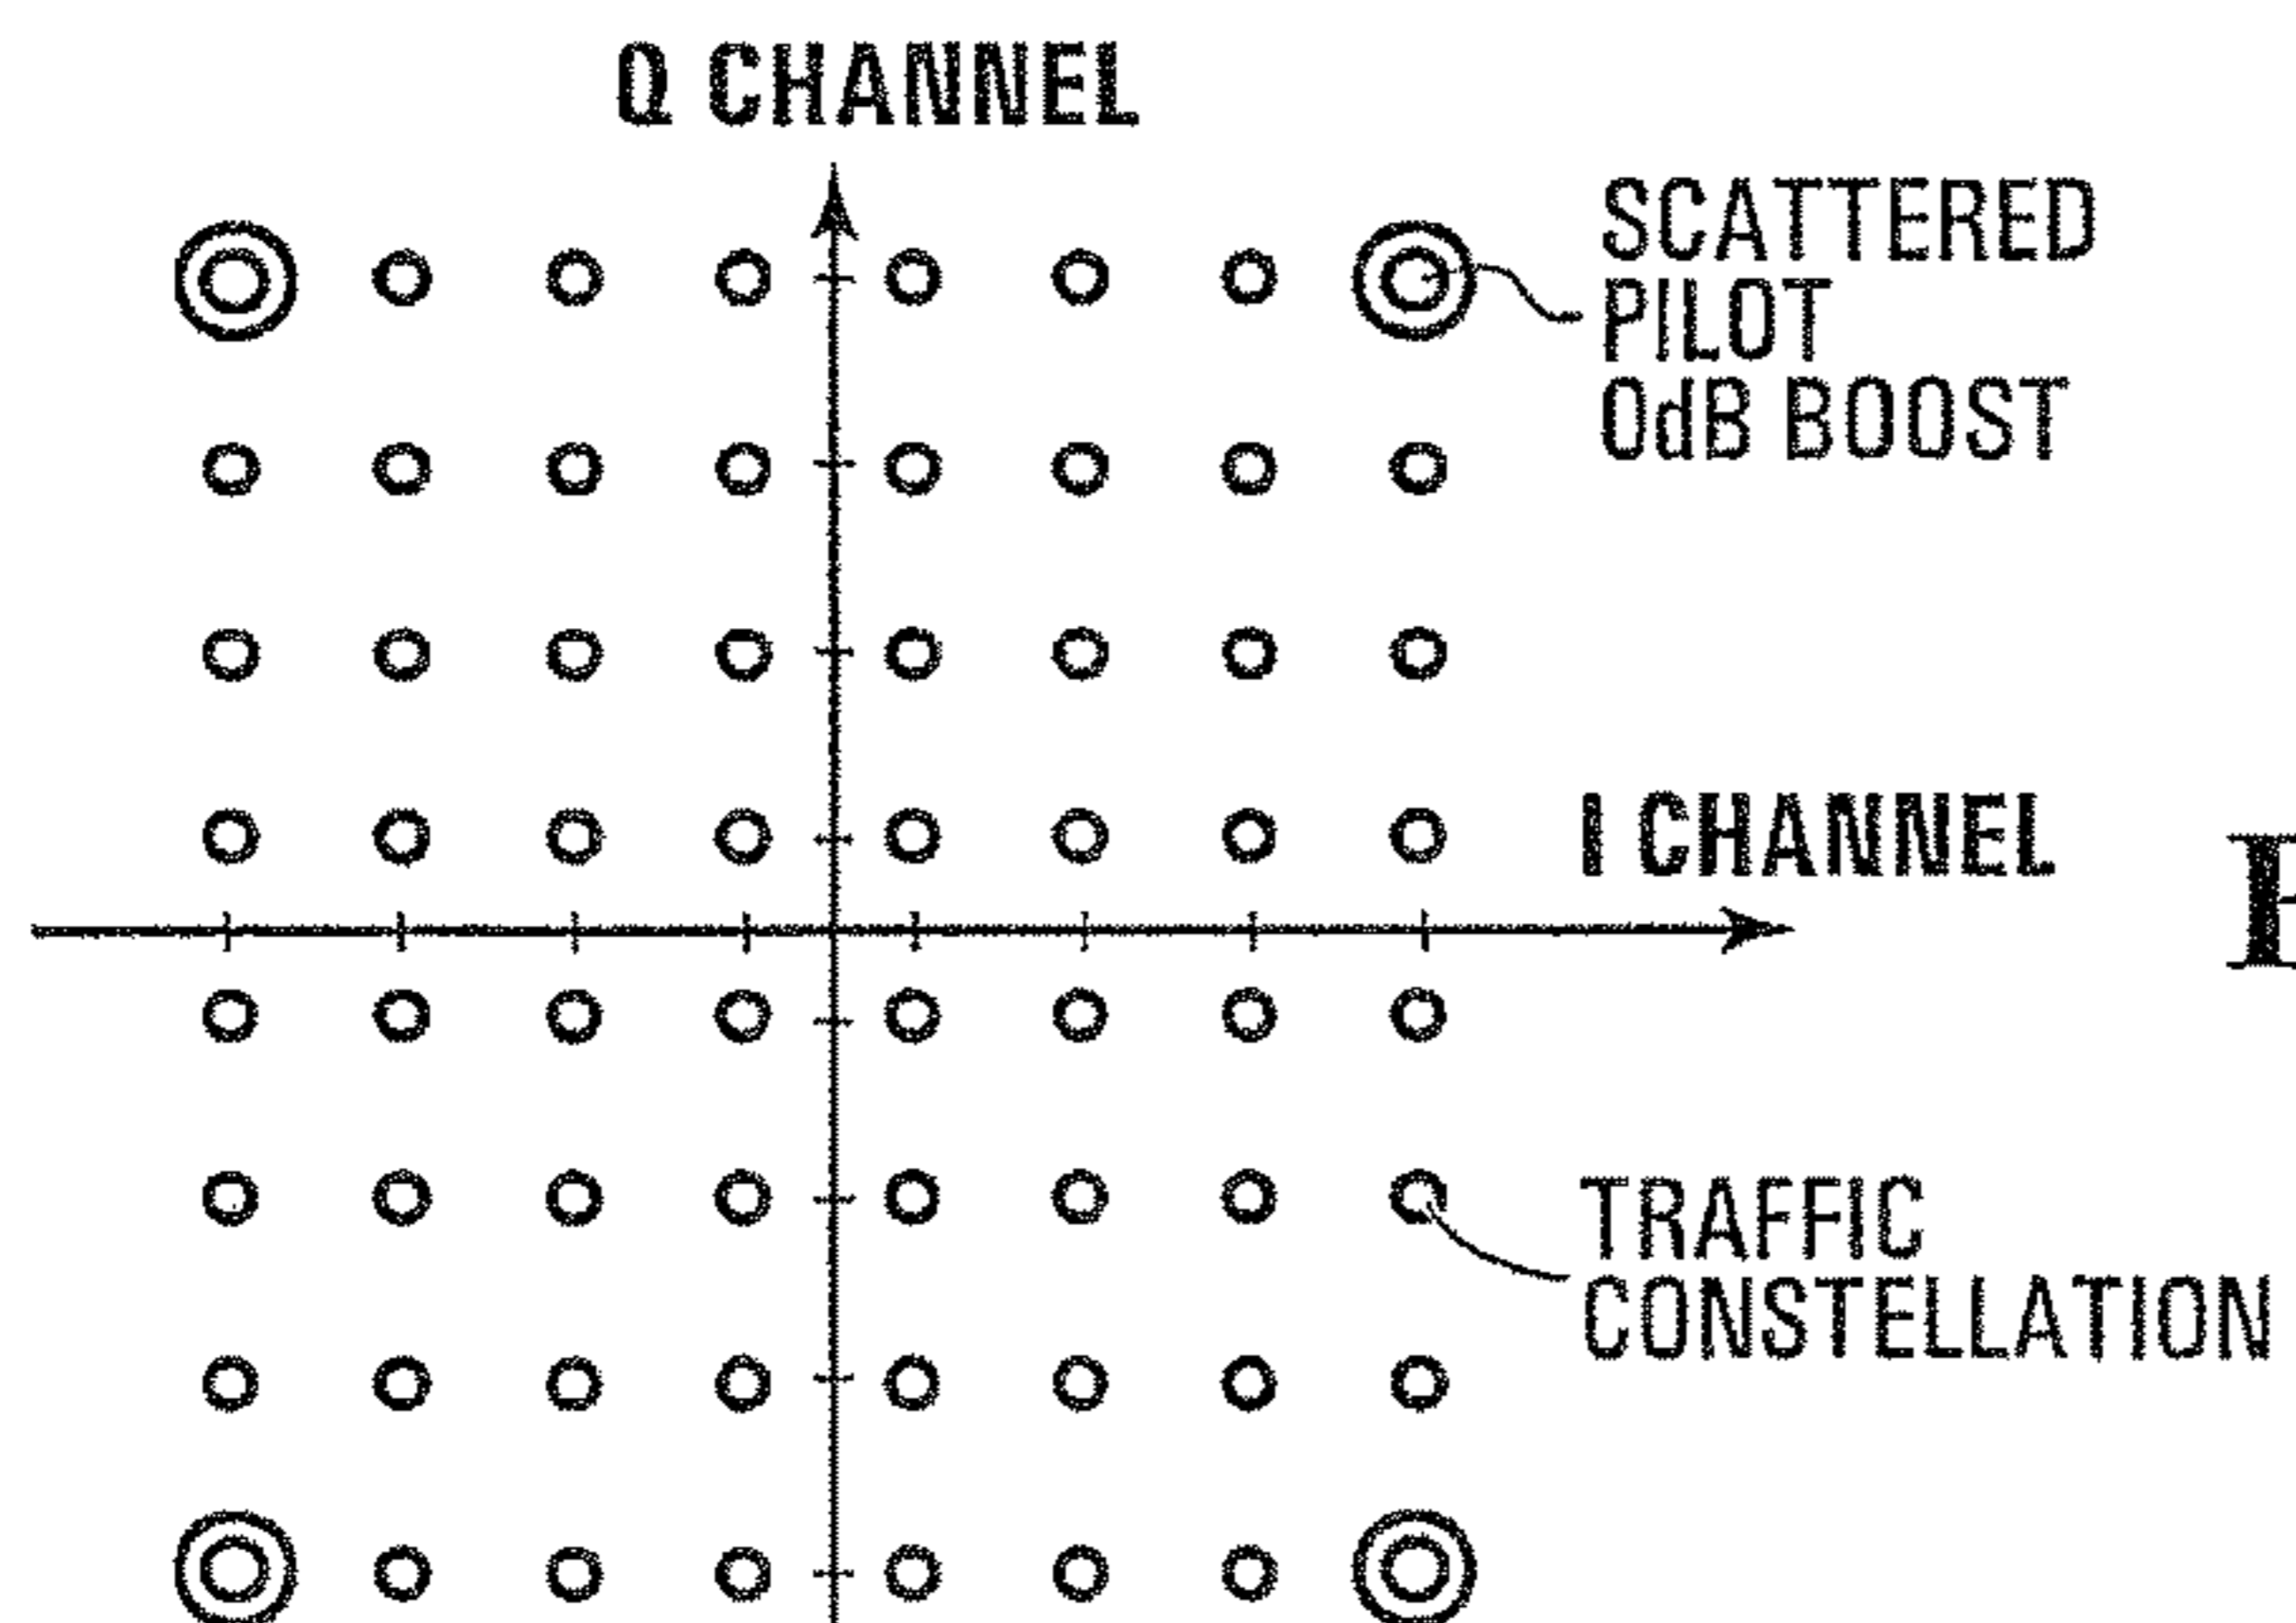 Q CHANNEL
SCATTERED
PILOT
0dB BOOST
I CHANNEL
TRAFFIC
CONSTELLATION